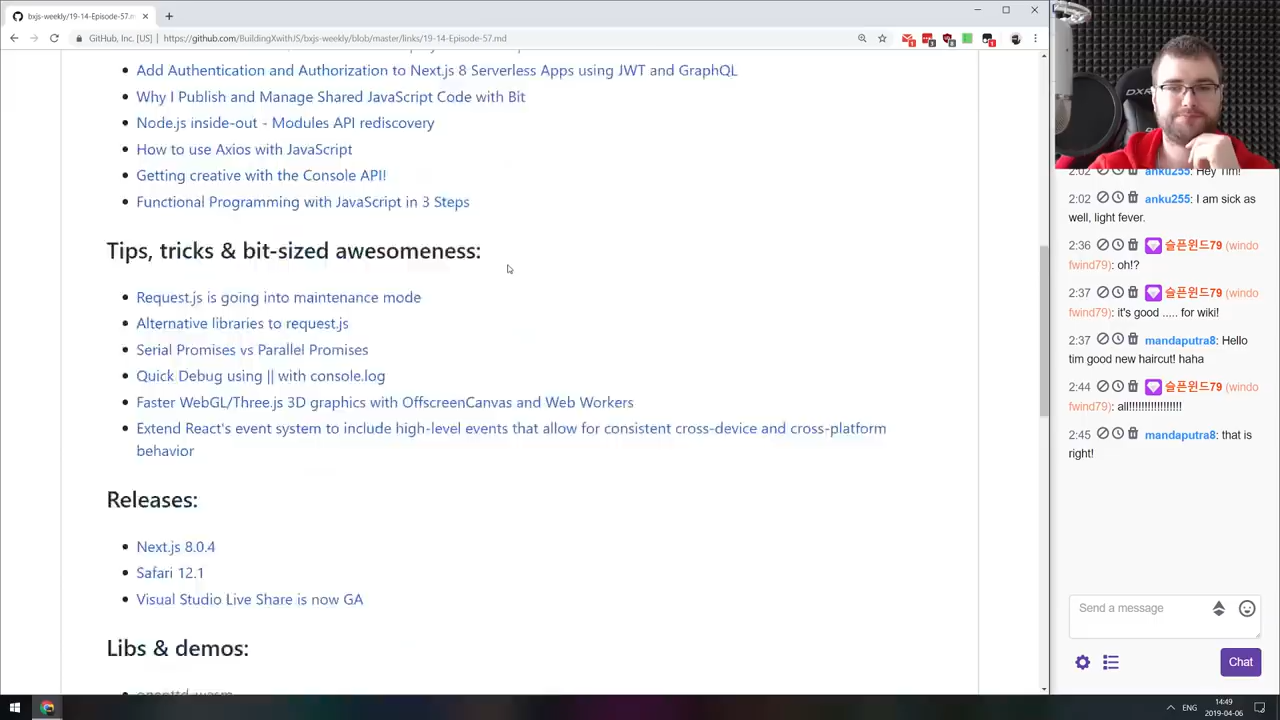 bxjs-weekly/19-14-Episode-57.m
GitHub, Inc. [US] | https://github.com/BuildingXwithJS/bxjs-weekly/blob/master/links/19-14-Episode-57.md
Add Authentication and Authorization to Next.js 8 Serverless Apps using JWT and GraphQL
Why I Publish and Manage Shared JavaScript Code with Bit
Node.js inside-out - Modules API rediscovery
How to use Axios with JavaScript
Getting creative with the Console API!
Functional Programming with JavaScript in 3 Steps
Tips, tricks & bit-sized awesomeness:
Request.js is going into maintenance mode
Alternative libraries to request.js
Serial Promises vs Parallel Promises
Quick Debug using || with console.log
Faster WebGL/Three.js 3D graphics with OffscreenCanvas and Web Workers
Extend React's event system to include high-level events that allow for consistent cross-device and cross-platform
behavior
Releases:
Next.js 8.0.4
Safari 12.1
Visual Studio Live Share is now GA
Libs & demos:
DXR
2:02 anku255: Hey Tim!
2:02 anku255: I am sick as
well, light fever.
2:36 슬픈윈드79 (windo
fwind79): oh!?
2:37 슬픈윈드79 (windo
fwind79): it's good ..... for wiki!
2:37 mandaputra8: Hello
tim good new haircut! haha
2:44 슬픈윈드79 (windo
fwind79): all!!!!!!!!!!!!!!!!!
2:45 mandaputra8: that is
right!
Send a message
Chat
ENG
14:49
2019-04-06